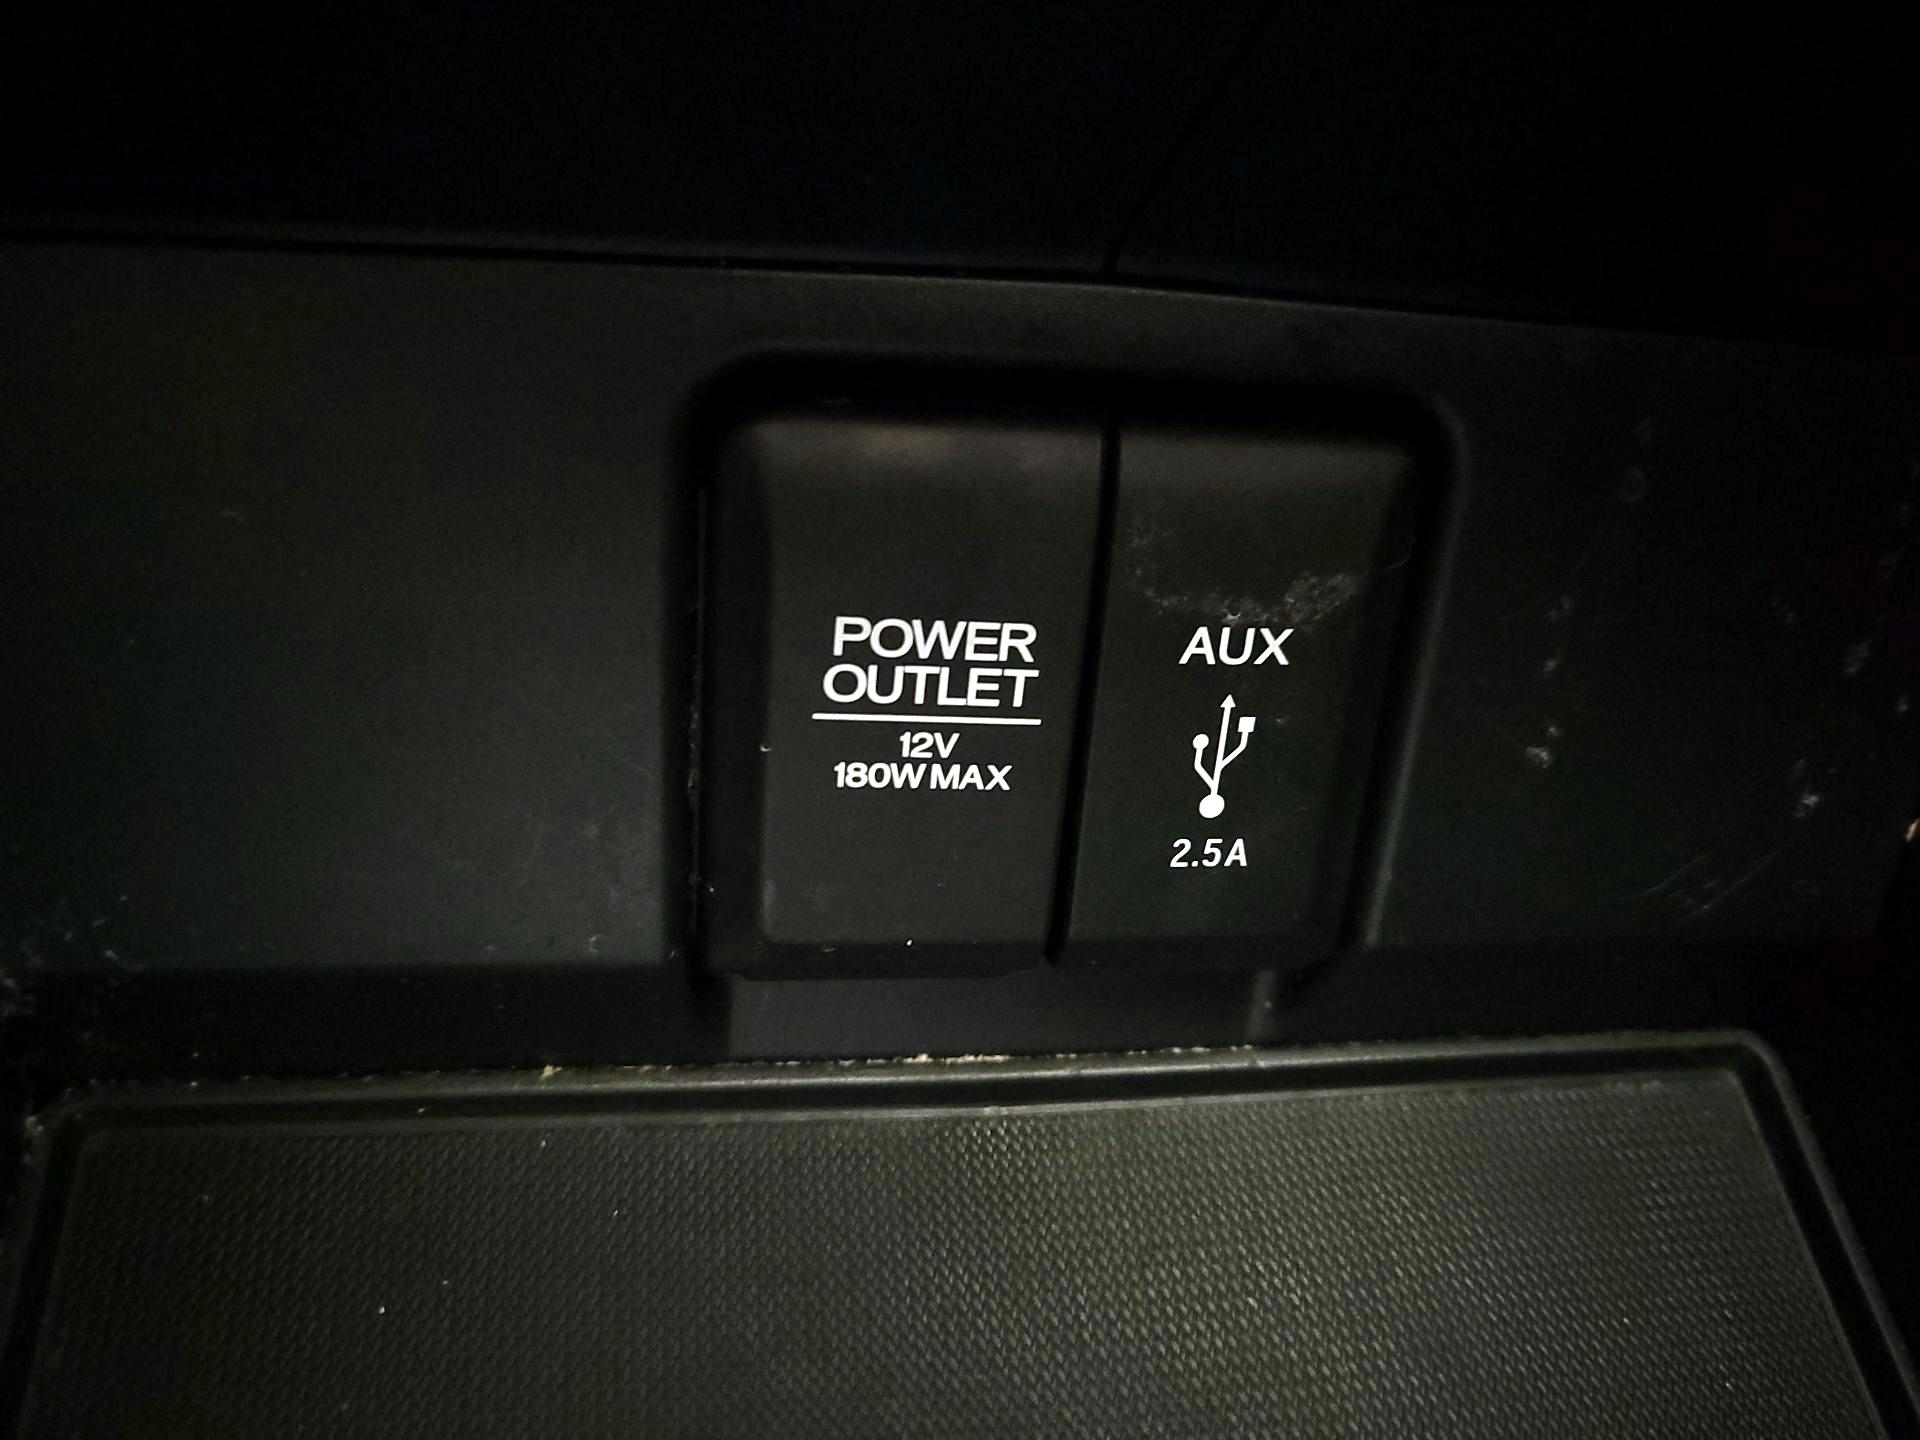 POWER
OUTLET
12V
180W MAX
AUX
2.5A